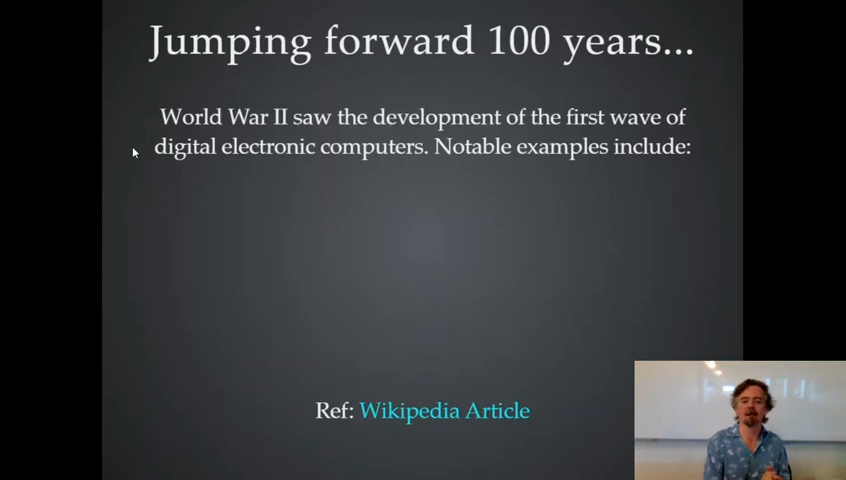 Jumping forward 100 years...
World War II saw the development of the first wave of
digital electronic computers. Notable examples include:
Ref: Wikipedia Article